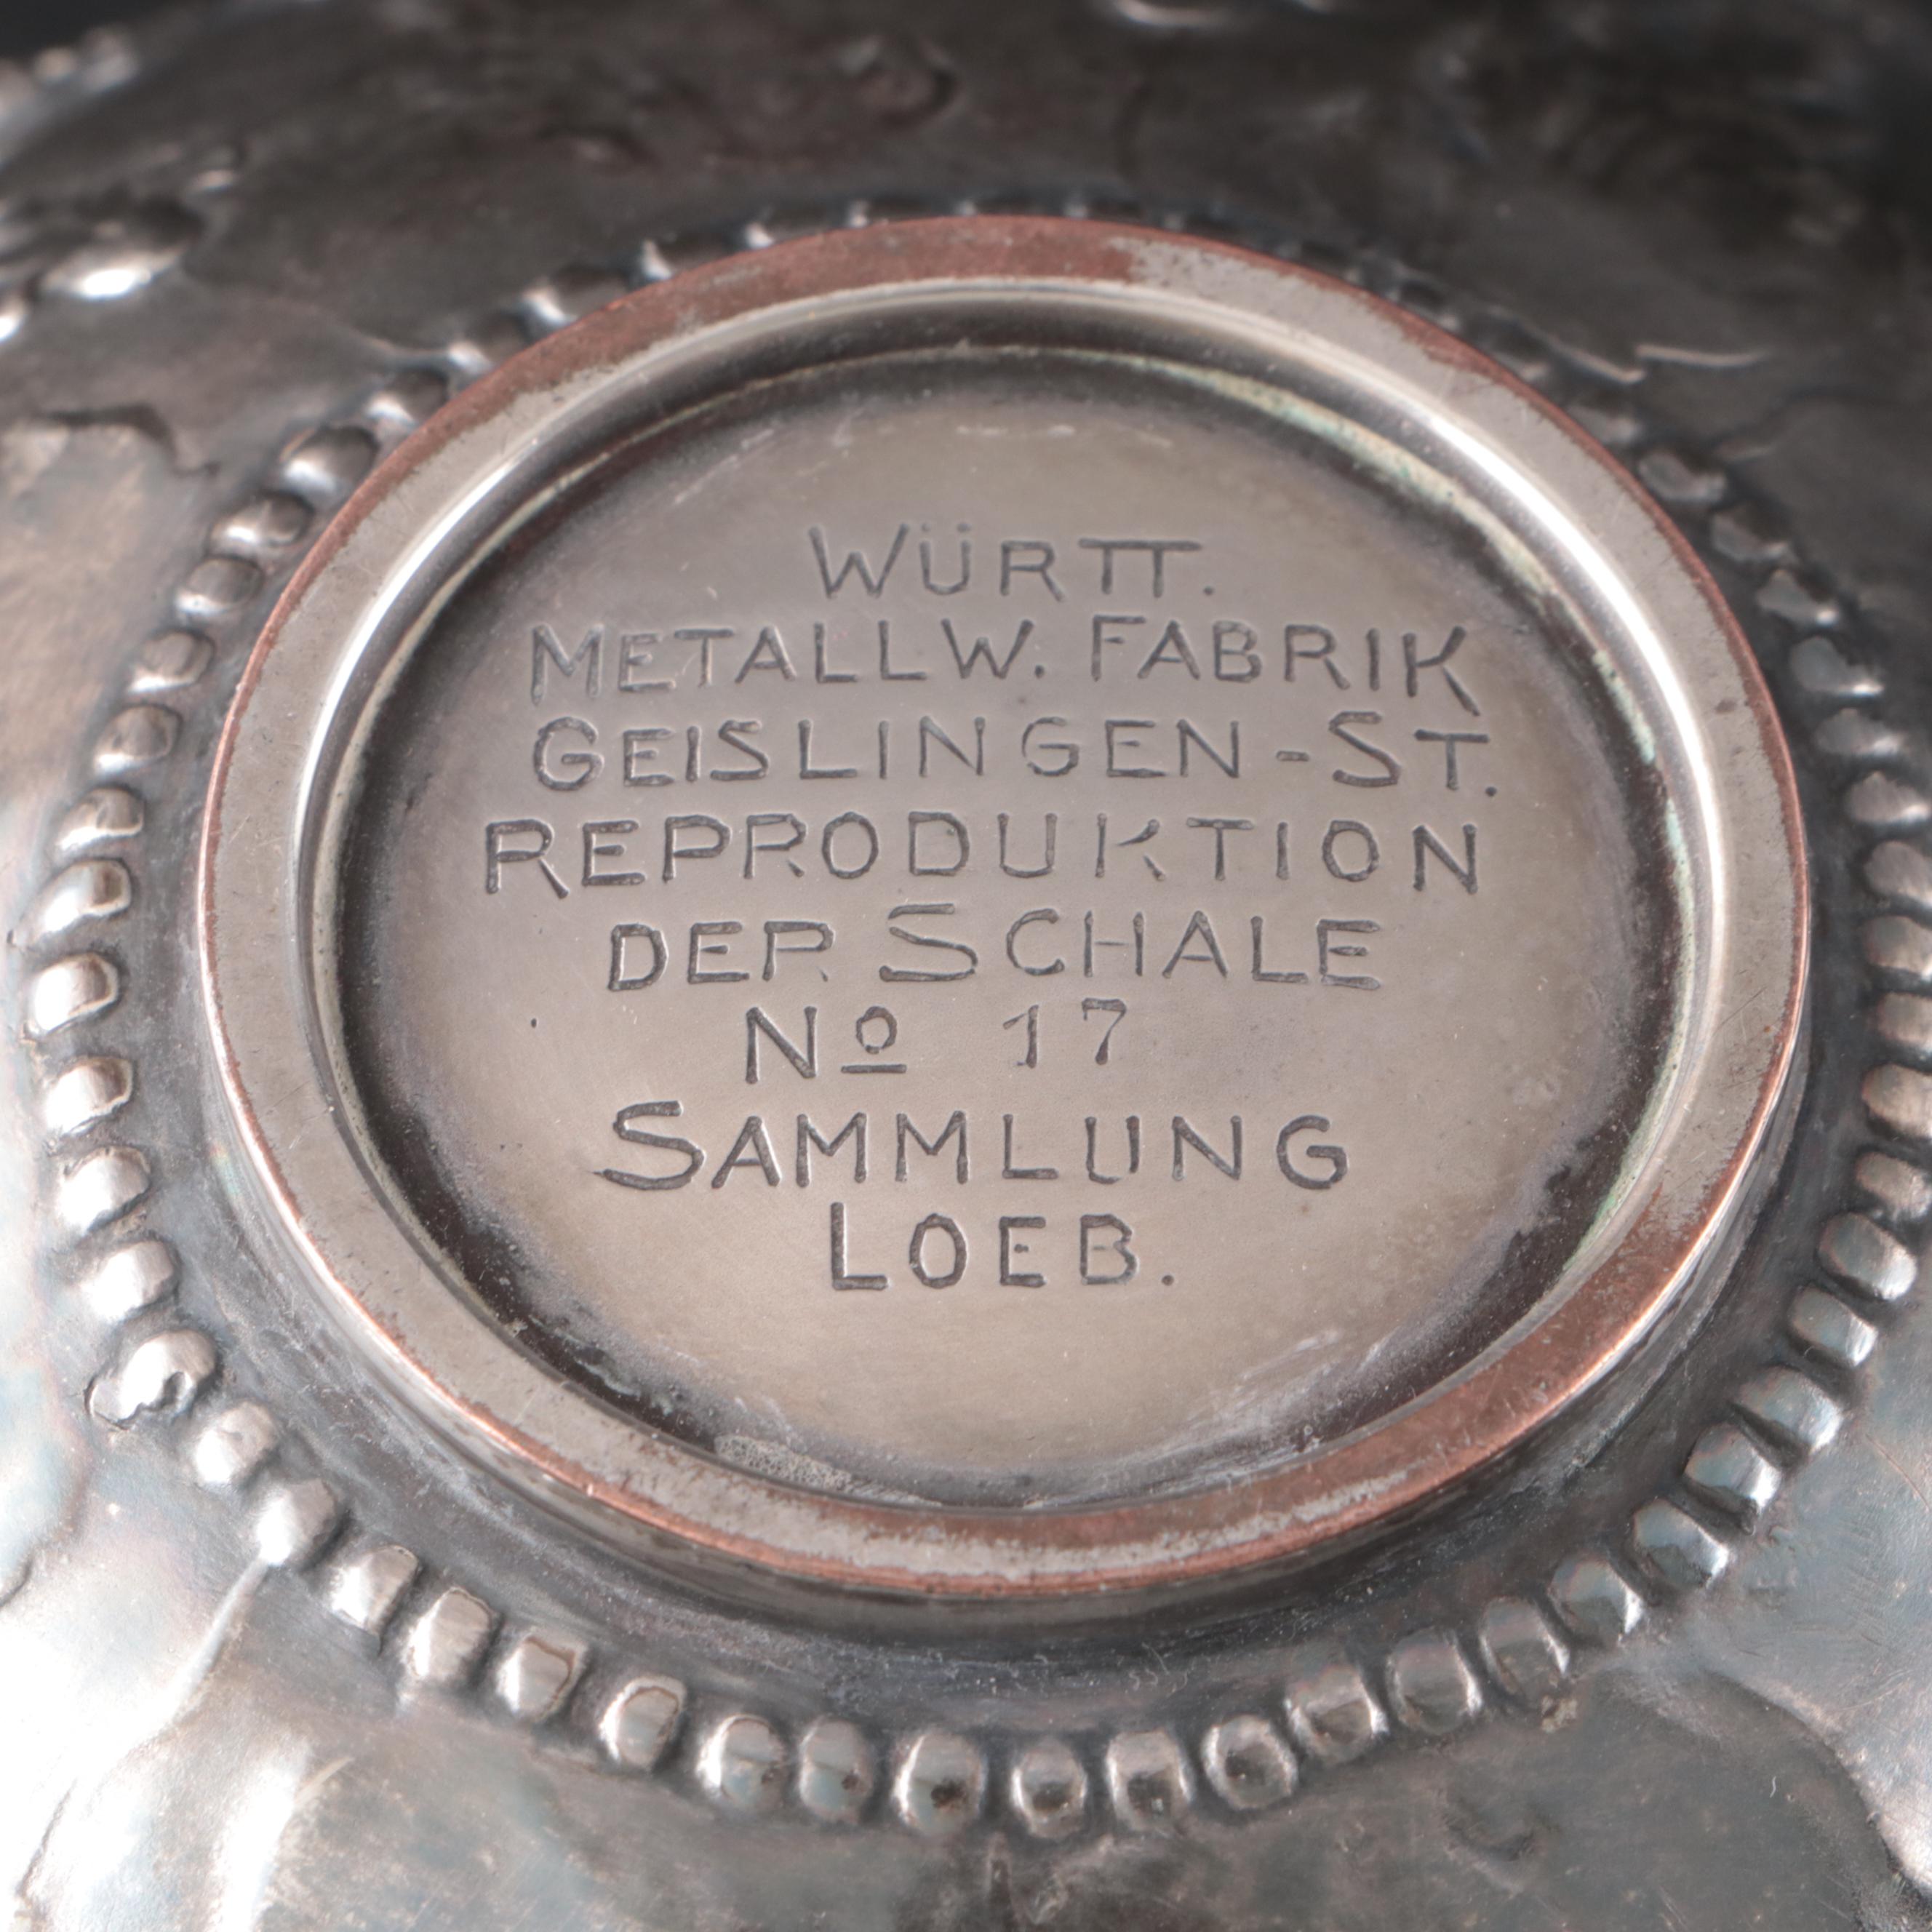 WÜRTT.
METALLW. FABRIK
GEISLINGEN-ST.
REPRODUKTION
DER SCHALE
Nº 17
SAMMLUNG
LOEB.